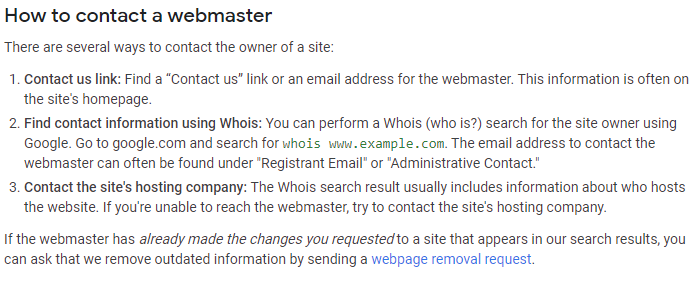 How to contact a webmaster
There are several ways to contact the owner of a site:
1. Contact us link: Find a “Contact us” link or an email address for the webmaster. This information is often on
the site's homepage.
2. Find contact information using Whois: You can perform a Whois (who is?) search for the site owner using
Google. Go to google.com and search for whois www.example.com. The email address to contact the
webmaster can often be found under "Registrant Email" or "Administrative Contact."
3. Contact the site's hosting company: The Whois search result usually includes information about who hosts
the website. If you're unable to reach the webmaster, try to contact the site's hosting company.
If the webmaster has already made the changes you requested to a site that appears in our search results, you
can ask that we remove outdated information by sending a webpage removal request.